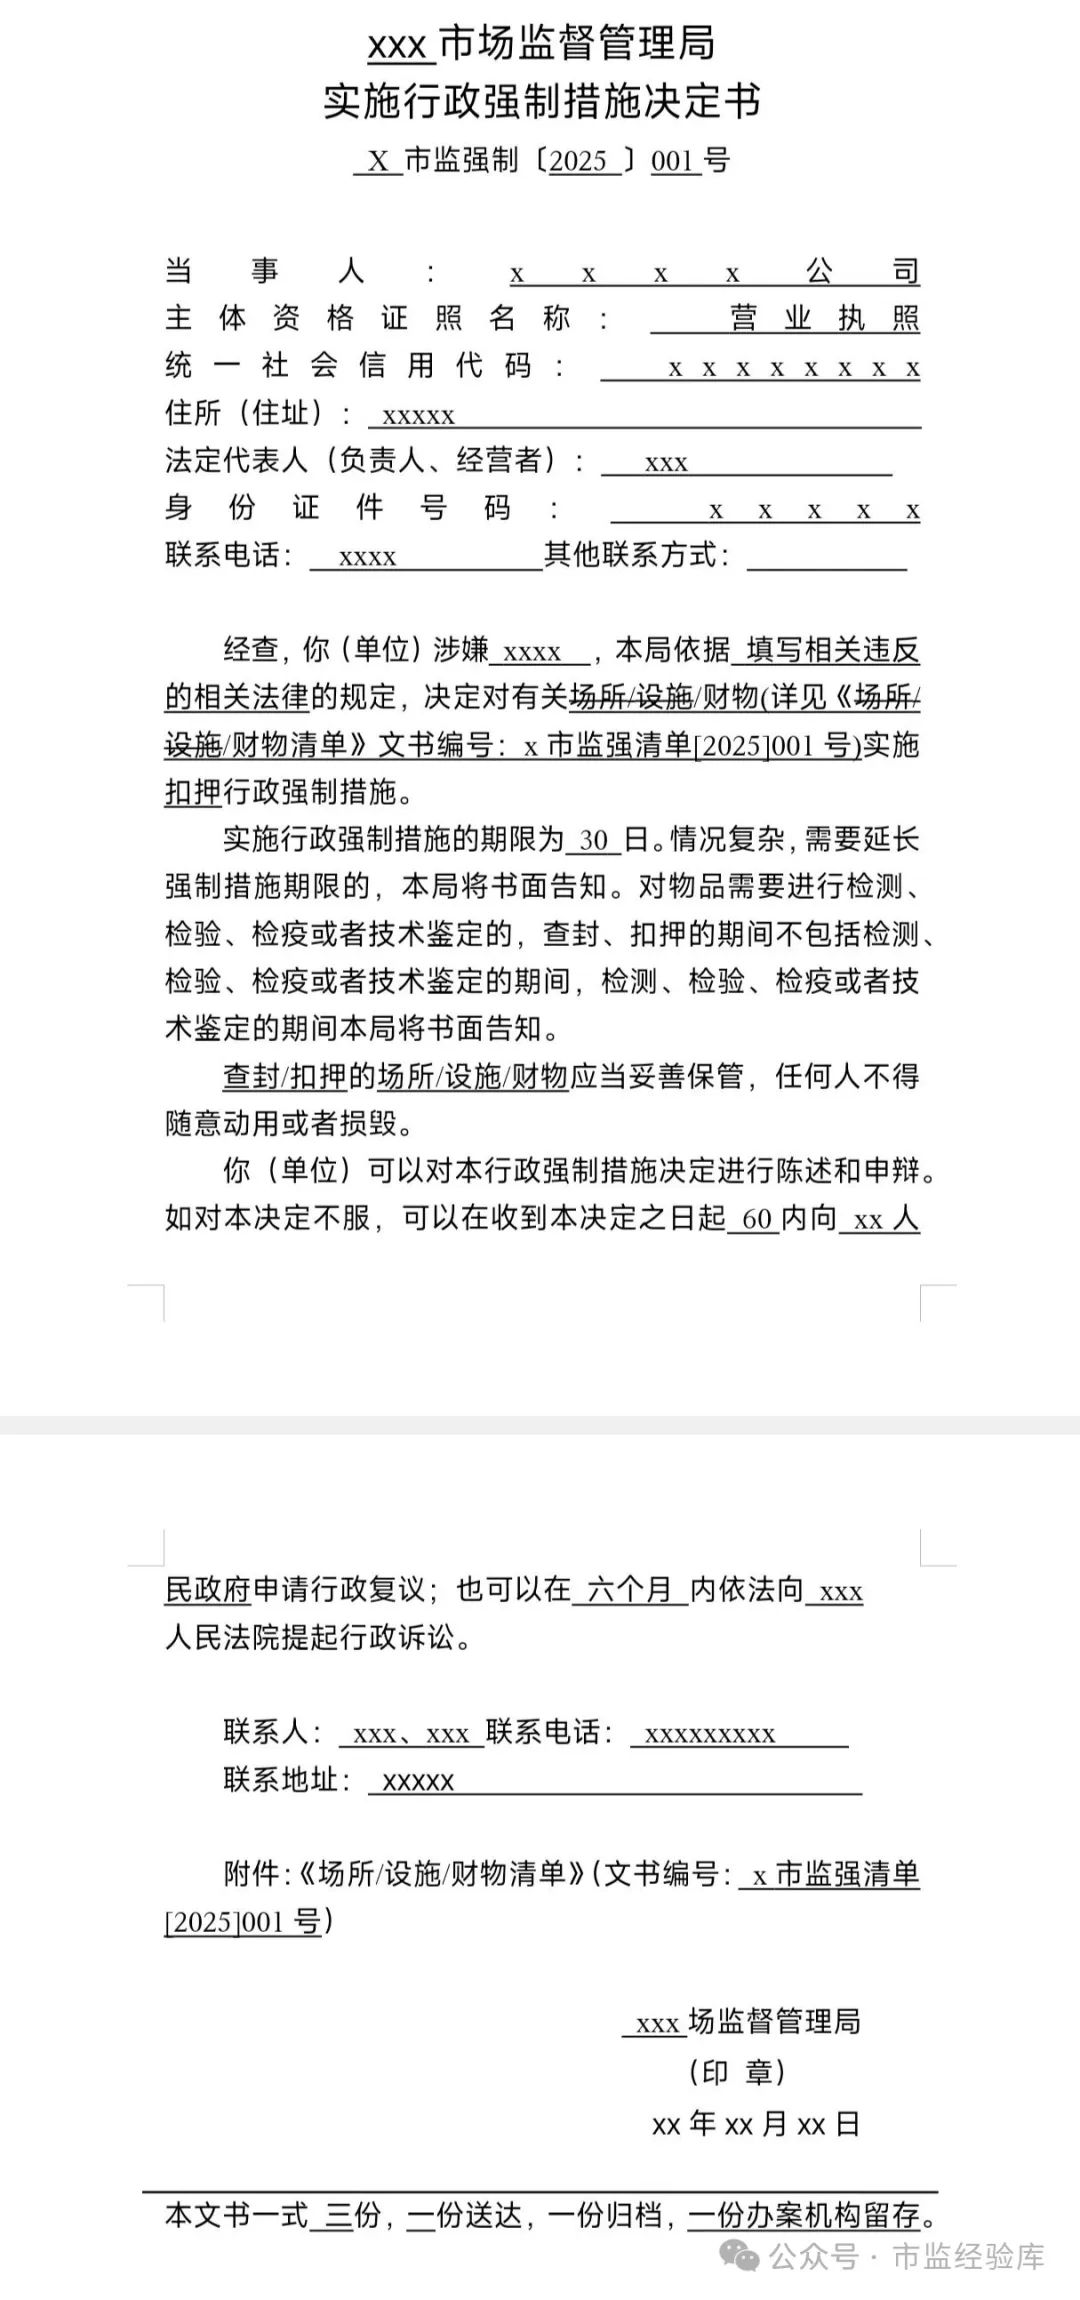 xxx 市场监督管理局
实施行政强制措施决定书
X 市监强制〔2025 〕001 号
当事人：xxxx公司
主体资格证照名称：营业执照
统一社会信用代码：xxxxxxxx
住所（住址）：xxxxx
法定代表人（负责人、经营者）：xxx
身份证件号码：xxxxx
联系电话：xxxx 其他联系方式：
经查，你（单位）涉嫌 xxxx ，本局依据 填写相关违反
的相关法律的规定，决定对有关场所/设施/财物(详见《场所/
设施/财物清单》文书编号：x 市监强清单[2025]001 号)实施
扣押行政强制措施。
实施行政强制措施的期限为 30 日。情况复杂，需要延长
强制措施期限的，本局将书面告知。对物品需要进行检测、
检验、检疫或者技术鉴定的，查封、扣押的期间不包括检测、
检验、检疫或者技术鉴定的期间，检测、检验、检疫或者技
术鉴定的期间本局将书面告知。
查封/扣押的场所/设施/财物应当妥善保管，任何人不得
随意动用或者损毁。
你（单位）可以对本行政强制措施决定进行陈述和申辩。
如对本决定不服，可以在收到本决定之日起 60 内向 xx 人
民政府申请行政复议；也可以在 六个月 内依法向 xxx
人民法院提起行政诉讼。
联系人： xxx、xxx 联系电话： xxxxxxxxx
联系地址： xxxxx
附件：《场所/设施/财物清单》（文书编号： x 市监强清单
[2025]001 号）
xxx 场监督管理局
（印 章）
xx 年 xx 月 xx 日
本文书一式 三份，一份送达，一份归档，一份办案机构留存。
公众号 · 市监经验库